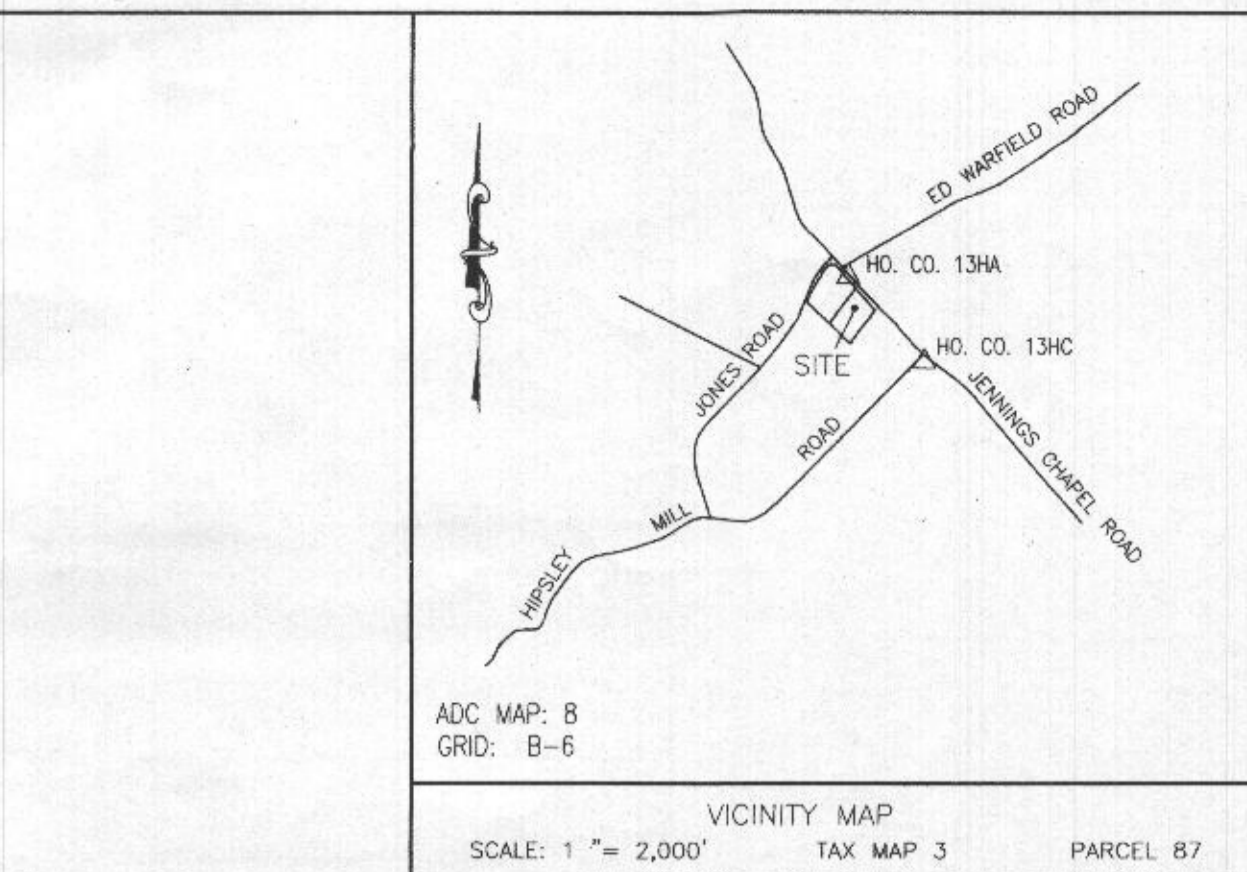 ED WARFIELD ROAD
HO. CO. 13HA
JONES ROAD
SITE
HO. CO. 13HC
JENNINGS CHAPEL ROAD
HIPSLEY MILL ROAD
ADC MAP: 8
GRID: B-6
VICINITY MAP
SCALE: 1 "= 2,000' TAX MAP 3 PARCEL 87